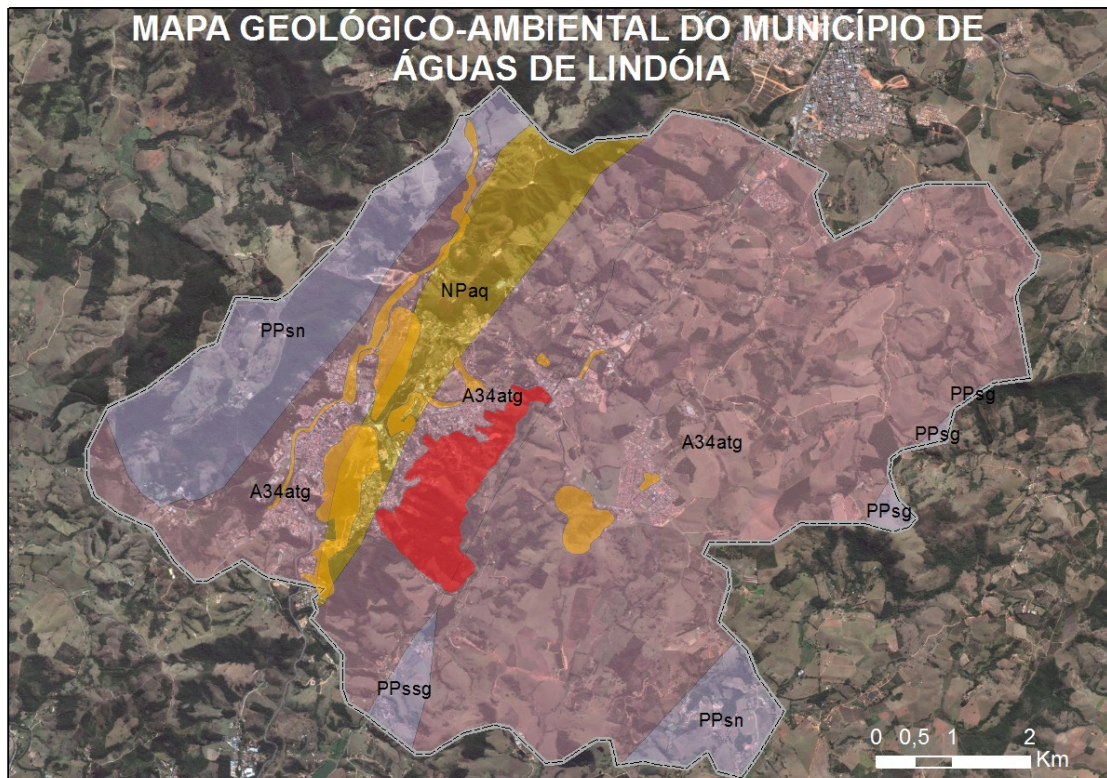 MAPA GEOLÓGICO-AMBIENTAL DO MUNICÍPIO DE
ÁGUAS DE LINDÓIA
NPaq
PPsn
A34atg
PPsg
PPsg
A34atg
A34atg
PPsg
PPssg
PPsn
0 0,5 1 2
Km